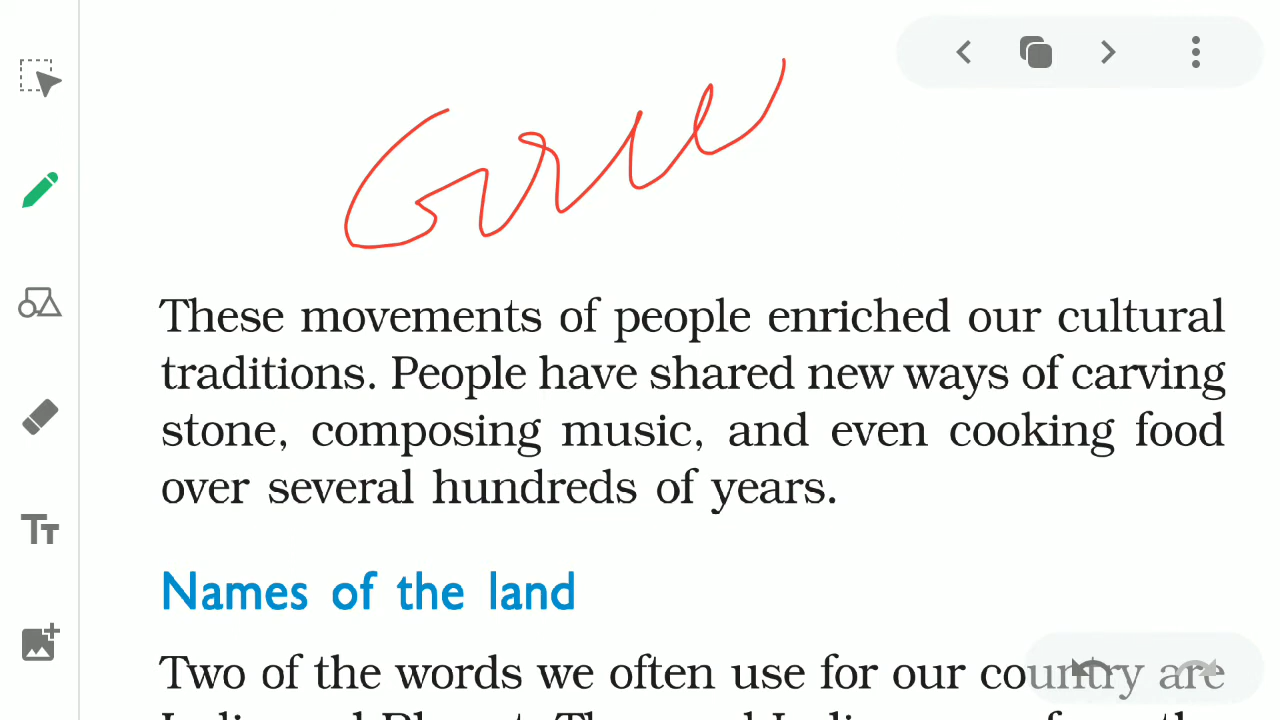 These movements of people enriched our cultural
traditions. People have shared new ways of carving
stone, composing music, and even cooking food
over several hundreds of years.
Names of the land
Two of the words we often use for our country are